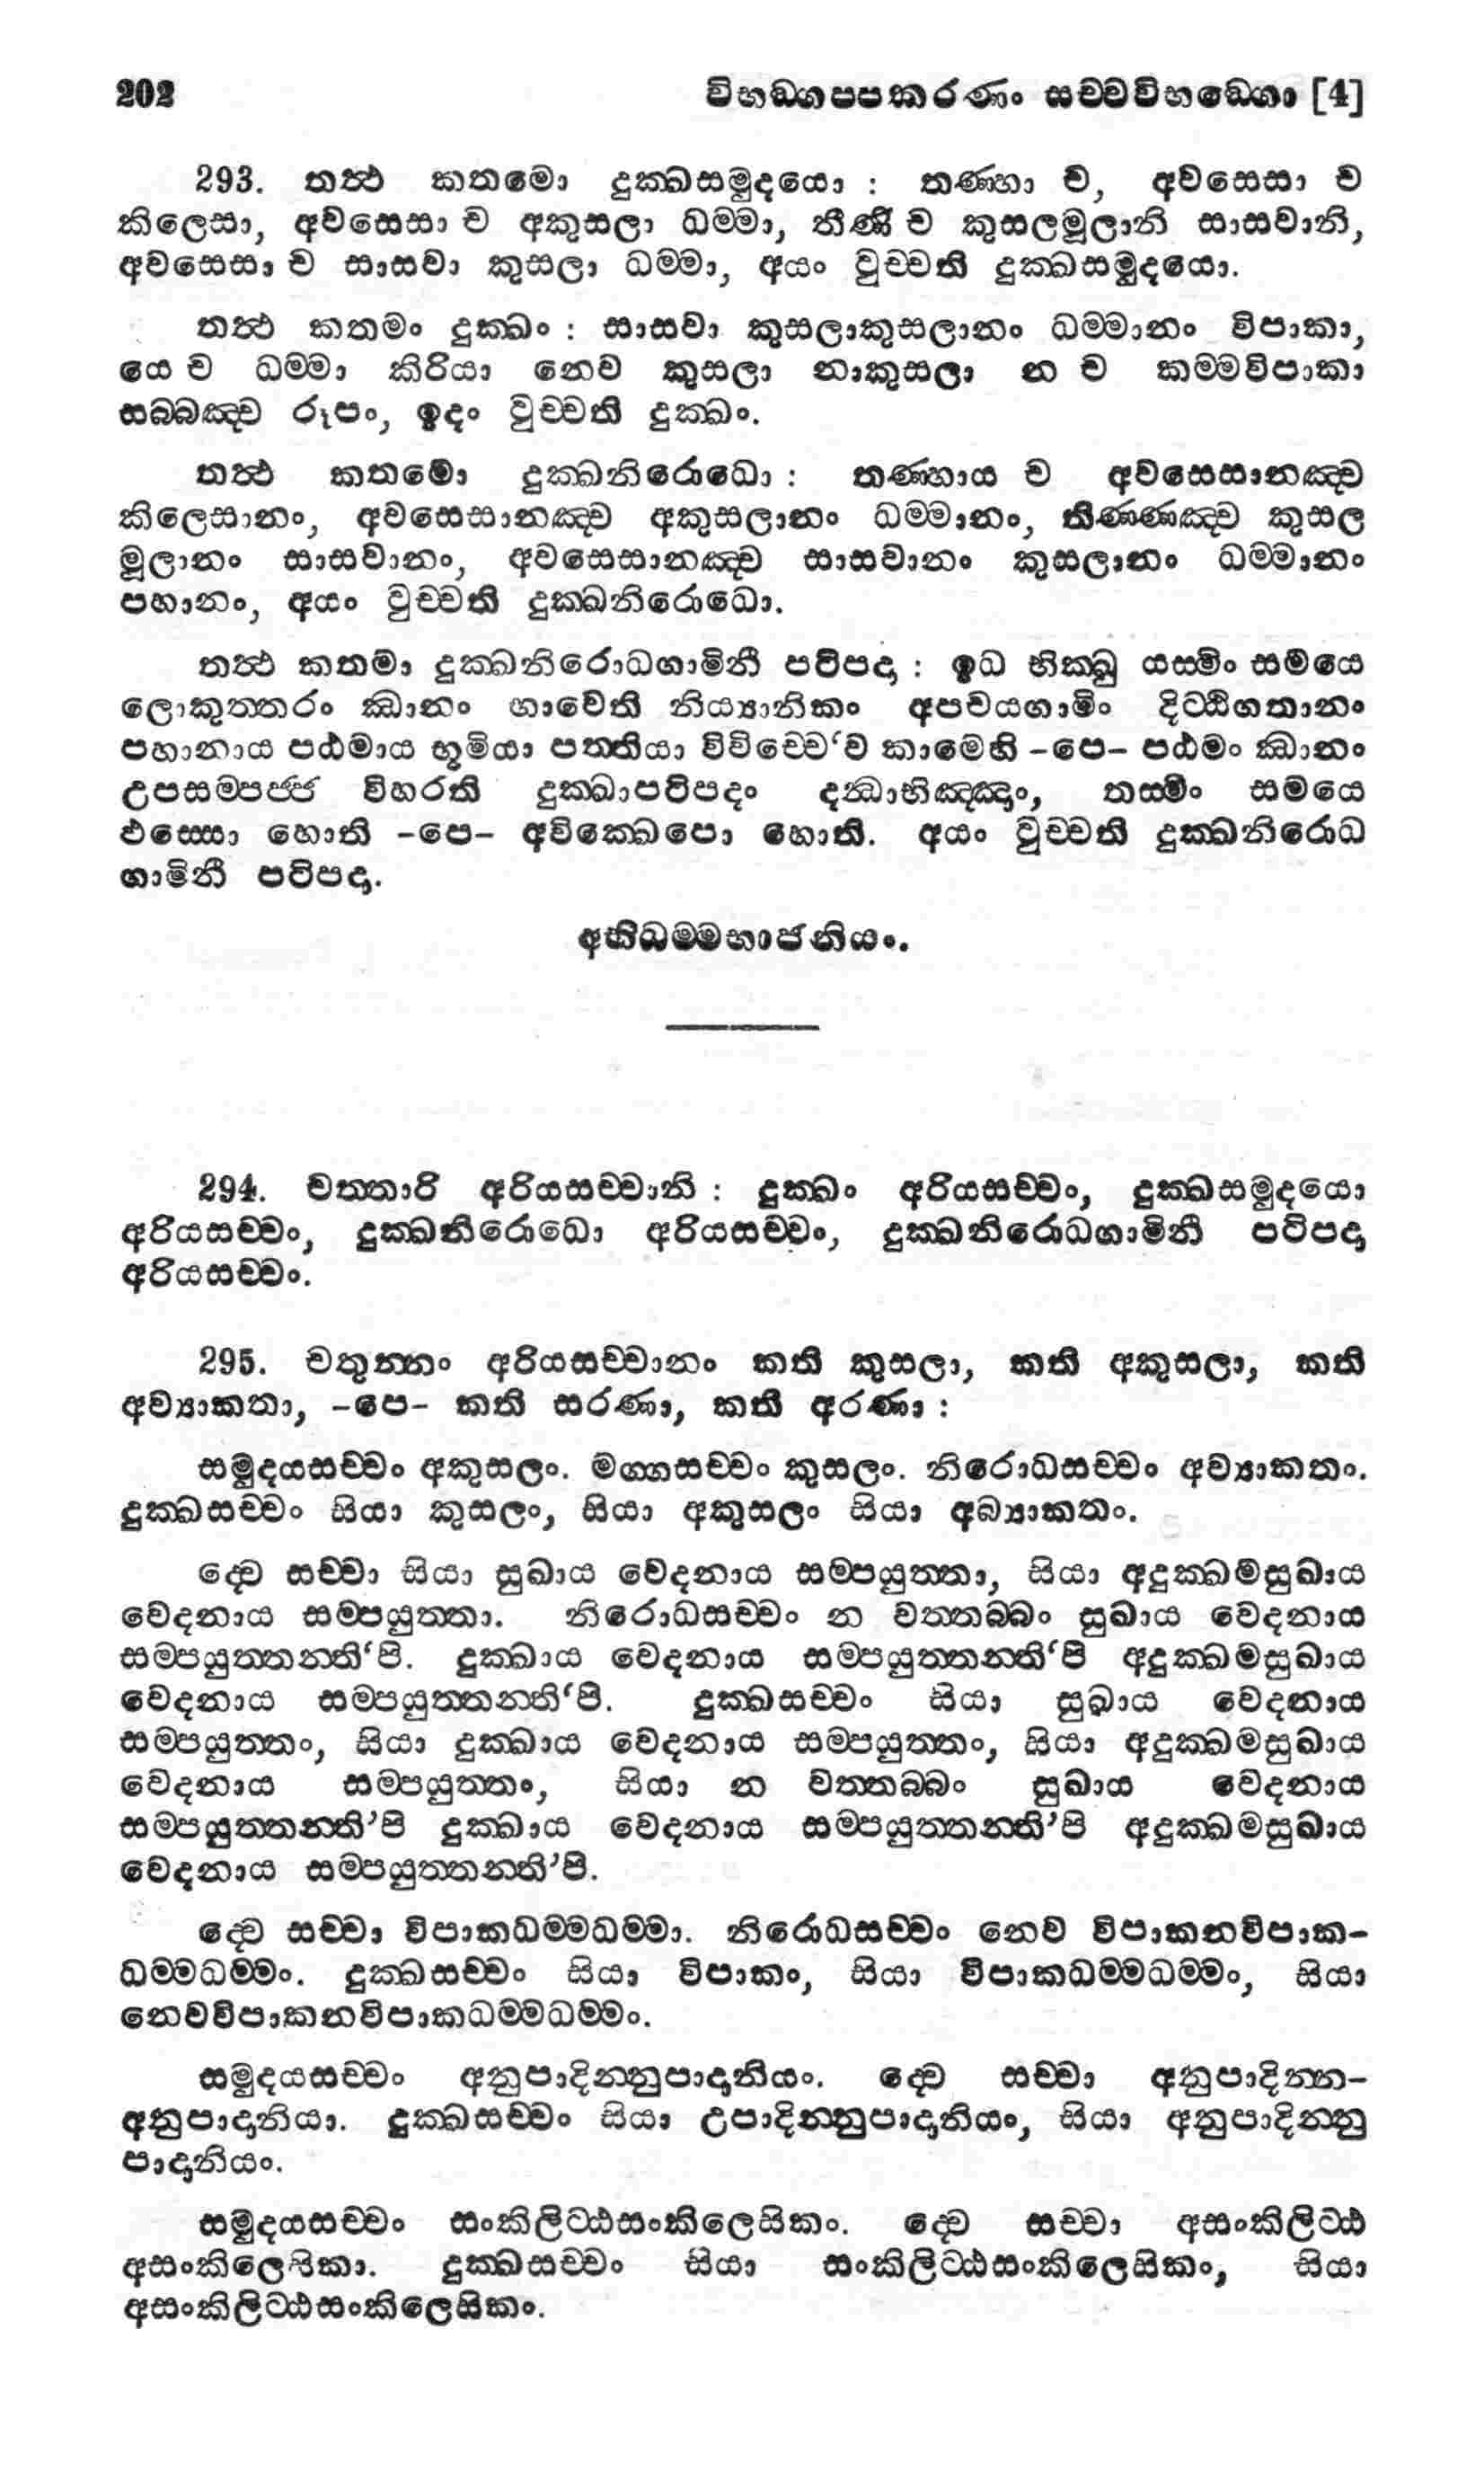 202 විභඞ්ගප්පකරණං සච්චවිභඞ්ගො [4]
293. තත්ථ කතමො දුක්ඛසමුදයො : තණ්හා ච, අවසෙසා ච
කිලෙසා, අවසෙසා ච අකුසලා ධම්මා, තීණි ච කුසලමූලානි සාසවානි,
අවසෙසා ච සාසවා කුසලා ධම්මා, අයං වුච්චති දුක්ඛසමුදයො.
තත්ථ කතමං දුක්ඛං : සාසවා කුසලාකුසලානං ධම්මානං විපාකා,
යෙ ච ධම්මා කිරියා නෙව කුසලා නාකුසලා න ච කම්මවිපාකා
සබ්බඤ්ච රූපං, ඉදං වුච්චති දුක්ඛං.
තත්ථ කතමො දුක්ඛනිරොධො : තණ්හාය ච අවසෙසානඤ්ච
කිලෙසානං, අවසෙසානඤ්ච අකුසලානං ධම්මානං, තිණ්ණඤ්ච කුසල
මූලානං සාසවානං, අවසෙසානඤ්ච සාසවානං කුසලානං ධම්මානං
පහානං, අයං වුච්චති දුක්ඛනිරොධො.
තත්ථ කතමා දුක්ඛනිරොධගාමිනී පටිපදා : ඉධ භික්ඛු යස්මිං සමයෙ
ලොකුත්තරං ඣානං භාවෙති නිය්‍යානිකං අපචයගාමිං දිට්ඨිගතානං
පහානාය පඨමාය භූමියා පත්තියා විවිච්චෙ‘ව කාමෙහි -පෙ- පඨමං ඣානං
උපසම්පජ්ජ විහරති දුක්ඛාපටිපදං දන්ධාභිඤ්ඤං, තස්මිං සමයෙ
ඵස්සො හොති -පෙ- අවික්ඛෙපො හොති. අයං වුච්චති දුක්ඛනිරොධ
ගාමිනී පටිපදා.
අභිධම්මභාජනීයං.
294. චත්තාරි අරියසච්චානි : දුක්ඛං අරියසච්චං, දුක්ඛසමුදයො
අරියසච්චං, දුක්ඛනිරොධො අරියසච්චං, දුක්ඛනිරොධගාමිනී පටිපදා
අරියසච්චං.
295. චතුන්නං අරියසච්චානං කති කුසලා, කති අකුසලා, කති
අව්‍යාකතා, -පෙ- කති සරණා, කති අරණා :
සමුදයසච්චං අකුසලං. මග්ගසච්චං කුසලං. නිරොධසච්චං අව්‍යාකතං.
දුක්ඛසච්චං සියා කුසලං, සියා අකුසලං සියා අබ්‍යාකතං.
ද්වෙ සච්චා සියා සුඛාය වෙදනාය සම්පයුත්තා, සියා අදුක්ඛමසුඛාය
වෙදනාය සම්පයුත්තා. නිරොධසච්චං න වත්තබ්බං සුඛාය වෙදනාය
සම්පයුත්තන්ති‘පි. දුක්ඛාය වෙදනාය සම්පයුත්තන්ති‘පි අදුක්ඛමසුඛාය
වෙදනාය සම්පයුත්තන්ති‘පි. දුක්ඛසච්චං සියා සුඛාය වෙදනාය
සම්පයුත්තං, සියා දුක්ඛාය වෙදනාය සම්පයුත්තං, සියා අදුක්ඛමසුඛාය
වෙදනාය සම්පයුත්තං, සියා න වත්තබ්බං සුඛාය වෙදනාය
සම්පයුත්තන්ති’පි දුක්ඛාය වෙදනාය සම්පයුත්තන්ති’පි අදුක්ඛමසුඛාය
වෙදනාය සම්පයුත්තන්ති’පි.
ද්වෙ සච්චා විපාකධම්මධම්මා. නිරොධසච්චං නෙව විපාකනවිපාක-
ධම්මධම්මං. දුක්ඛසච්චං සියා විපාකං, සියා විපාකධම්මධම්මං, සියා
නෙවවිපාකනවිපාකධම්මධම්මං.
සමුදයසච්චං අනුපාදින්නුපාදානියං. ද්වෙ සච්චා අනුපාදින්න-
අනුපාදානියා. දුක්ඛසච්චං සියා උපාදින්නුපාදානියං, සියා අනුපාදින්නු
පාදානියං.
සමුදයසච්චං සංකිලිට්ඨසංකිලෙසිකං. ද්වෙ සච්චා අසංකිලිට්ඨ
අසංකිලෙසිකා. දුක්ඛසච්චං සියා සංකිලිට්ඨසංකිලෙසිකං, සියා
අසංකිලිට්ඨසංකිලෙසිකං.